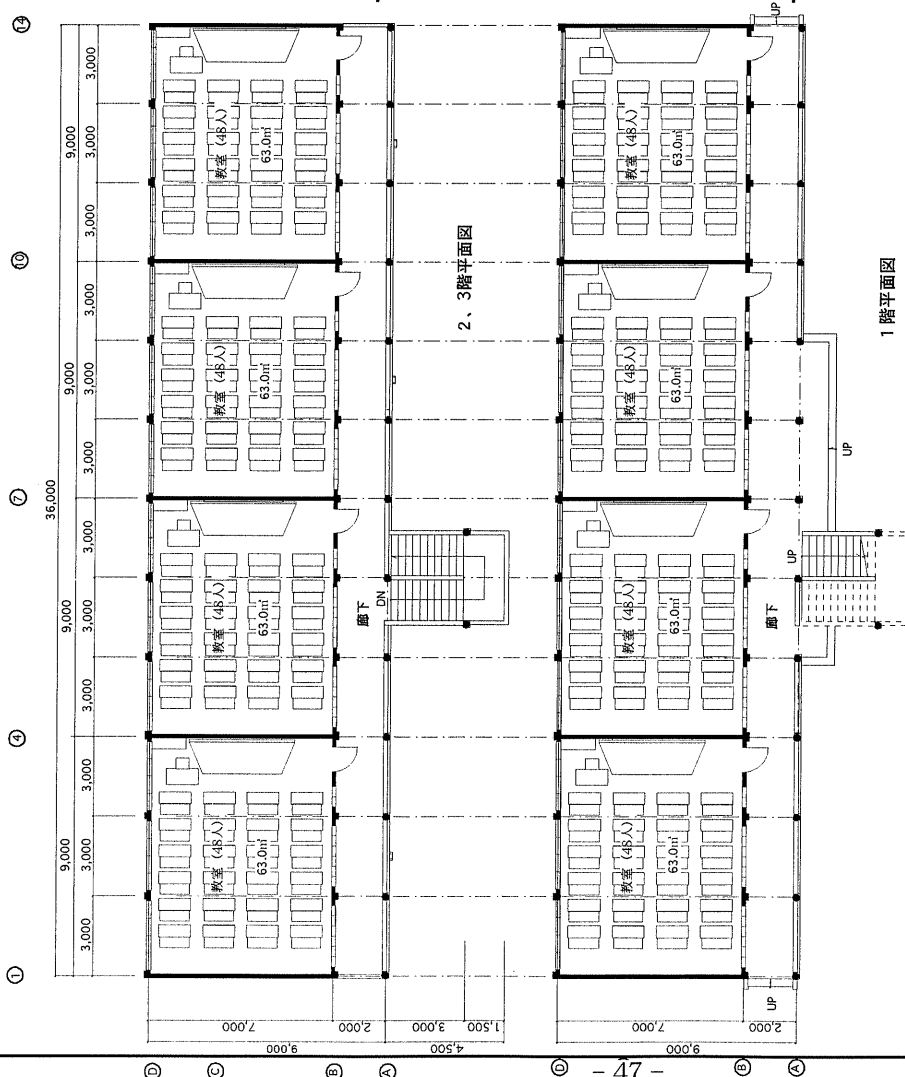 ⑭
⑩
⑦
④
①
36,000
9,000
9,000
9,000
9,000
3,000
3,000
3,000
3,000
3,000
3,000
3,000
3,000
3,000
3,000
3,000
3,000
Ⓓ
Ⓒ
Ⓑ
Ⓐ
7,000
2,000
9,000
3,000
1,500
4,500
教室 (48人)
63.0㎡
教室 (48人)
63.0㎡
教室 (48人)
63.0㎡
教室 (48人)
63.0㎡
廊下
DN
2、3階平面図
Ⓓ
Ⓑ
Ⓐ
7,000
2,000
9,000
教室 (48人)
63.0㎡
教室 (48人)
63.0㎡
教室 (48人)
63.0㎡
教室 (48人)
63.0㎡
廊下
UP
UP
UP
UP
1階平面図
- 47 -